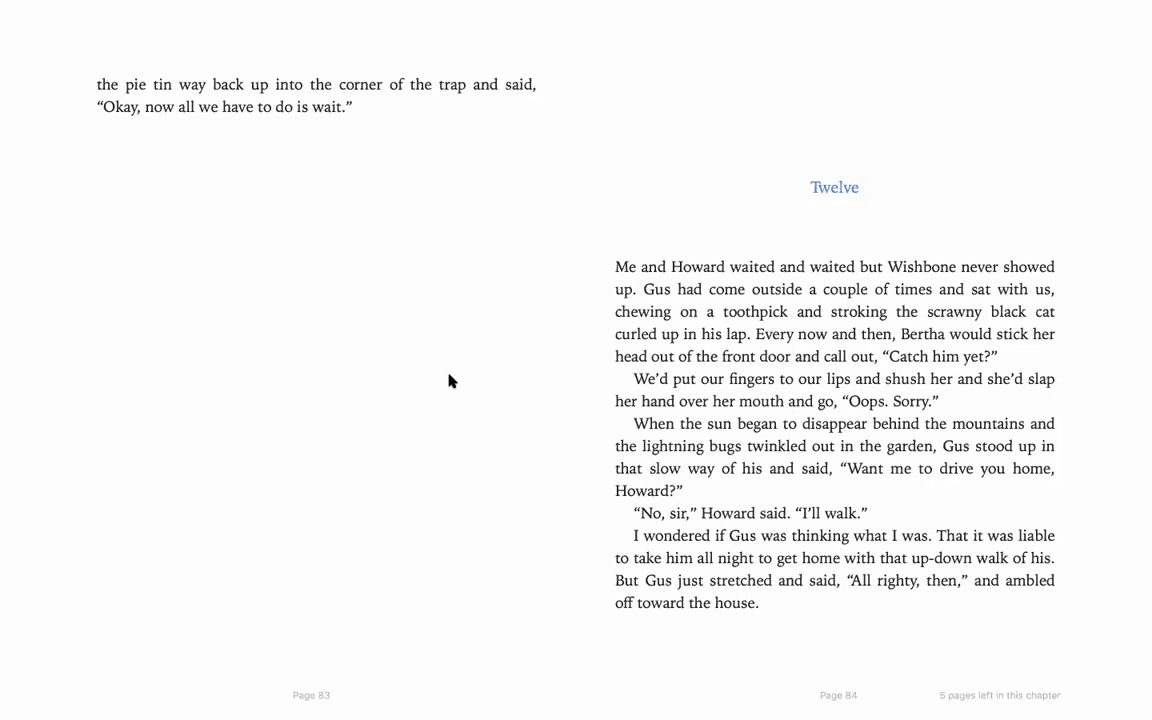 the pie tin way back up into the corner of the trap and said,
“Okay, now all we have to do is wait.”
Twelve
Me and Howard waited and waited but Wishbone never showed
up. Gus had come outside a couple of times and sat with us,
chewing on a toothpick and stroking the scrawny black cat
curled up in his lap. Every now and then, Bertha would stick her
head out of the front door and call out, “Catch him yet?”
We’d put our fingers to our lips and shush her and she’d slap
her hand over her mouth and go, “Oops. Sorry.”
When the sun began to disappear behind the mountains and
the lightning bugs twinkled out in the garden, Gus stood up in
that slow way of his and said, “Want me to drive you home,
Howard?”
“No, sir,” Howard said. “I’ll walk.”
I wondered if Gus was thinking what I was. That it was liable
to take him all night to get home with that up-down walk of his.
But Gus just stretched and said, “All righty, then,” and ambled
off toward the house.
Page 83
Page 84
5 pages left in this chapter